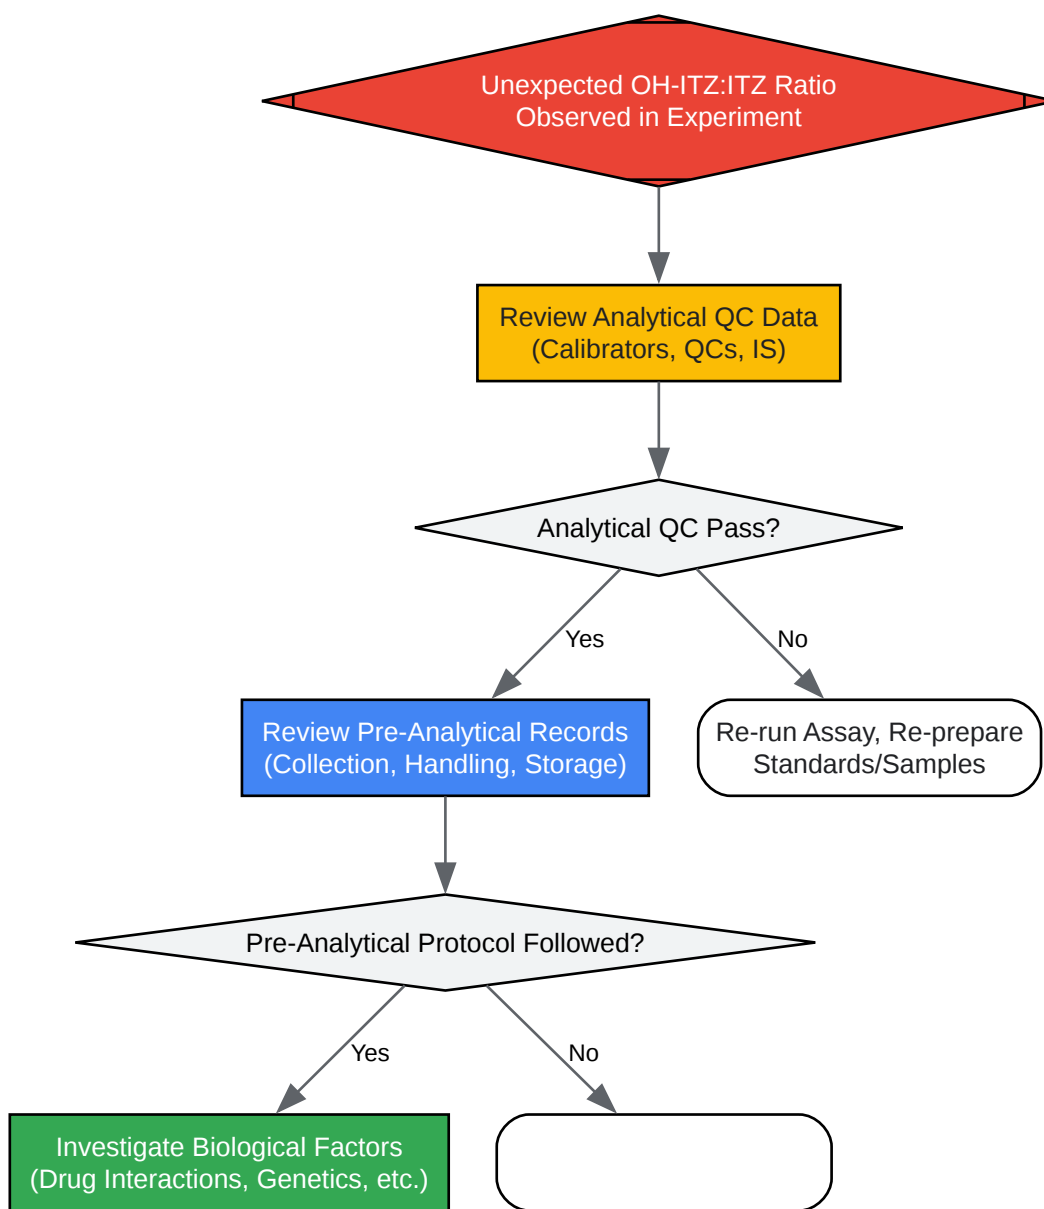 Unexpected OH-ITZ:ITZ Ratio
Observed in Experiment
Review Analytical QC Data
(Calibrators, QCs, IS)
Analytical QC Pass?
Yes
No
Review Pre-Analytical Records
(Collection, Handling, Storage)
Re-run Assay, Re-prepare
Standards/Samples
Pre-Analytical Protocol Followed?
Yes
No
Investigate Biological Factors
(Drug Interactions, Genetics, etc.)